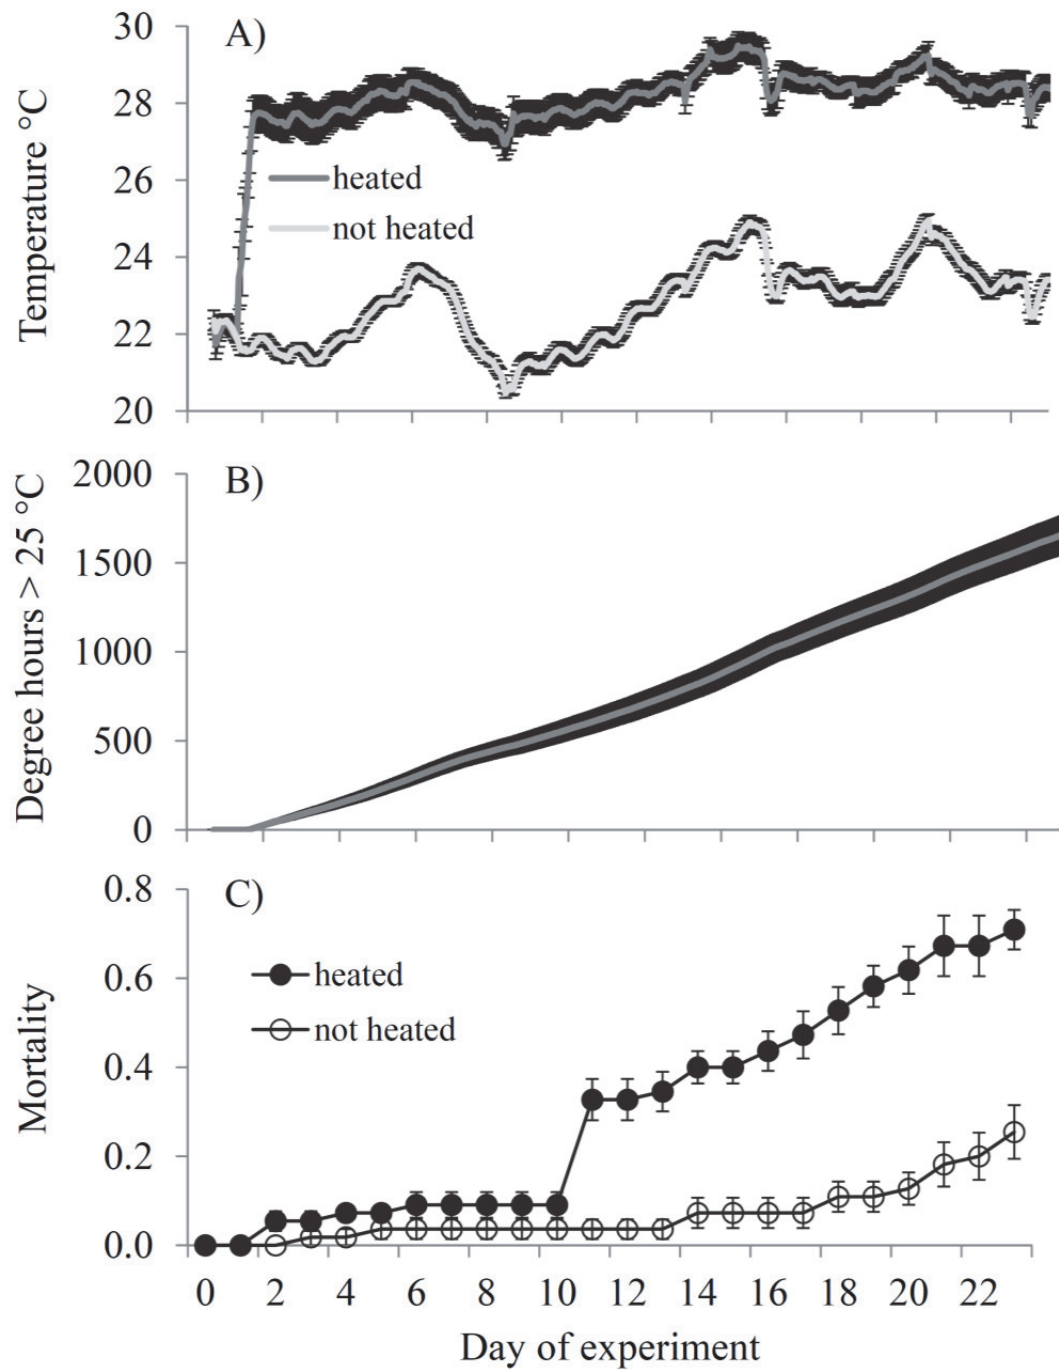 A)
Temperature °C
30
28
26
24
22
20
heated
not heated
B)
Degree hours > 25 °C
2000
1500
1000
500
0
C)
Mortality
0.8
0.6
0.4
0.2
0.0
heated
not heated
0 2 4 6 8 10 12 14 16 18 20 22
Day of experiment